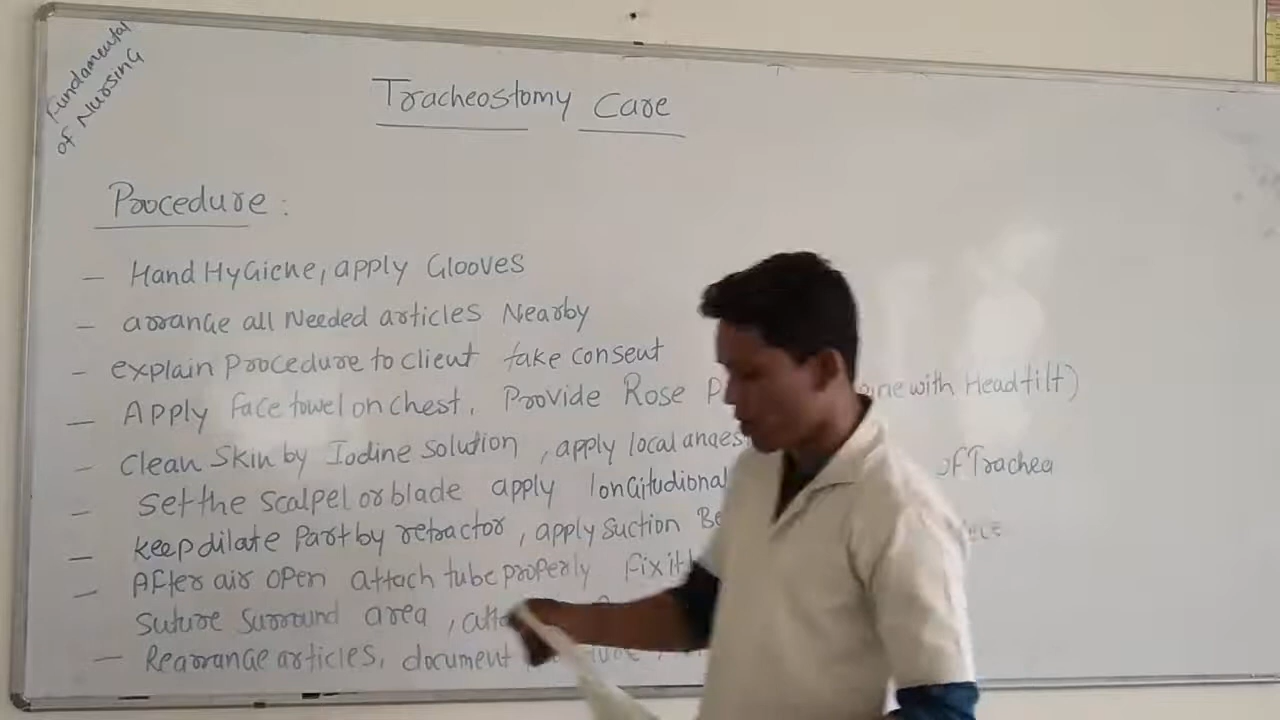 Fundamental
of Nursing
Tracheostomy Care
Procedure :
- Hand Hygiene, apply Glooves
- arrange all Needed articles Nearby
- explain Procedure to client take consent
- Apply face towel on chest. Provide Rose with Head tilt)
- Clean Skin by Iodine solution , apply local
- Set the Scalpel or blade apply longitudional of Trachea
- keep dilate Part by retractor , apply Suction
- After air open attach tube properly fix it
Suture Surround area ,
- Rearrange articles, document